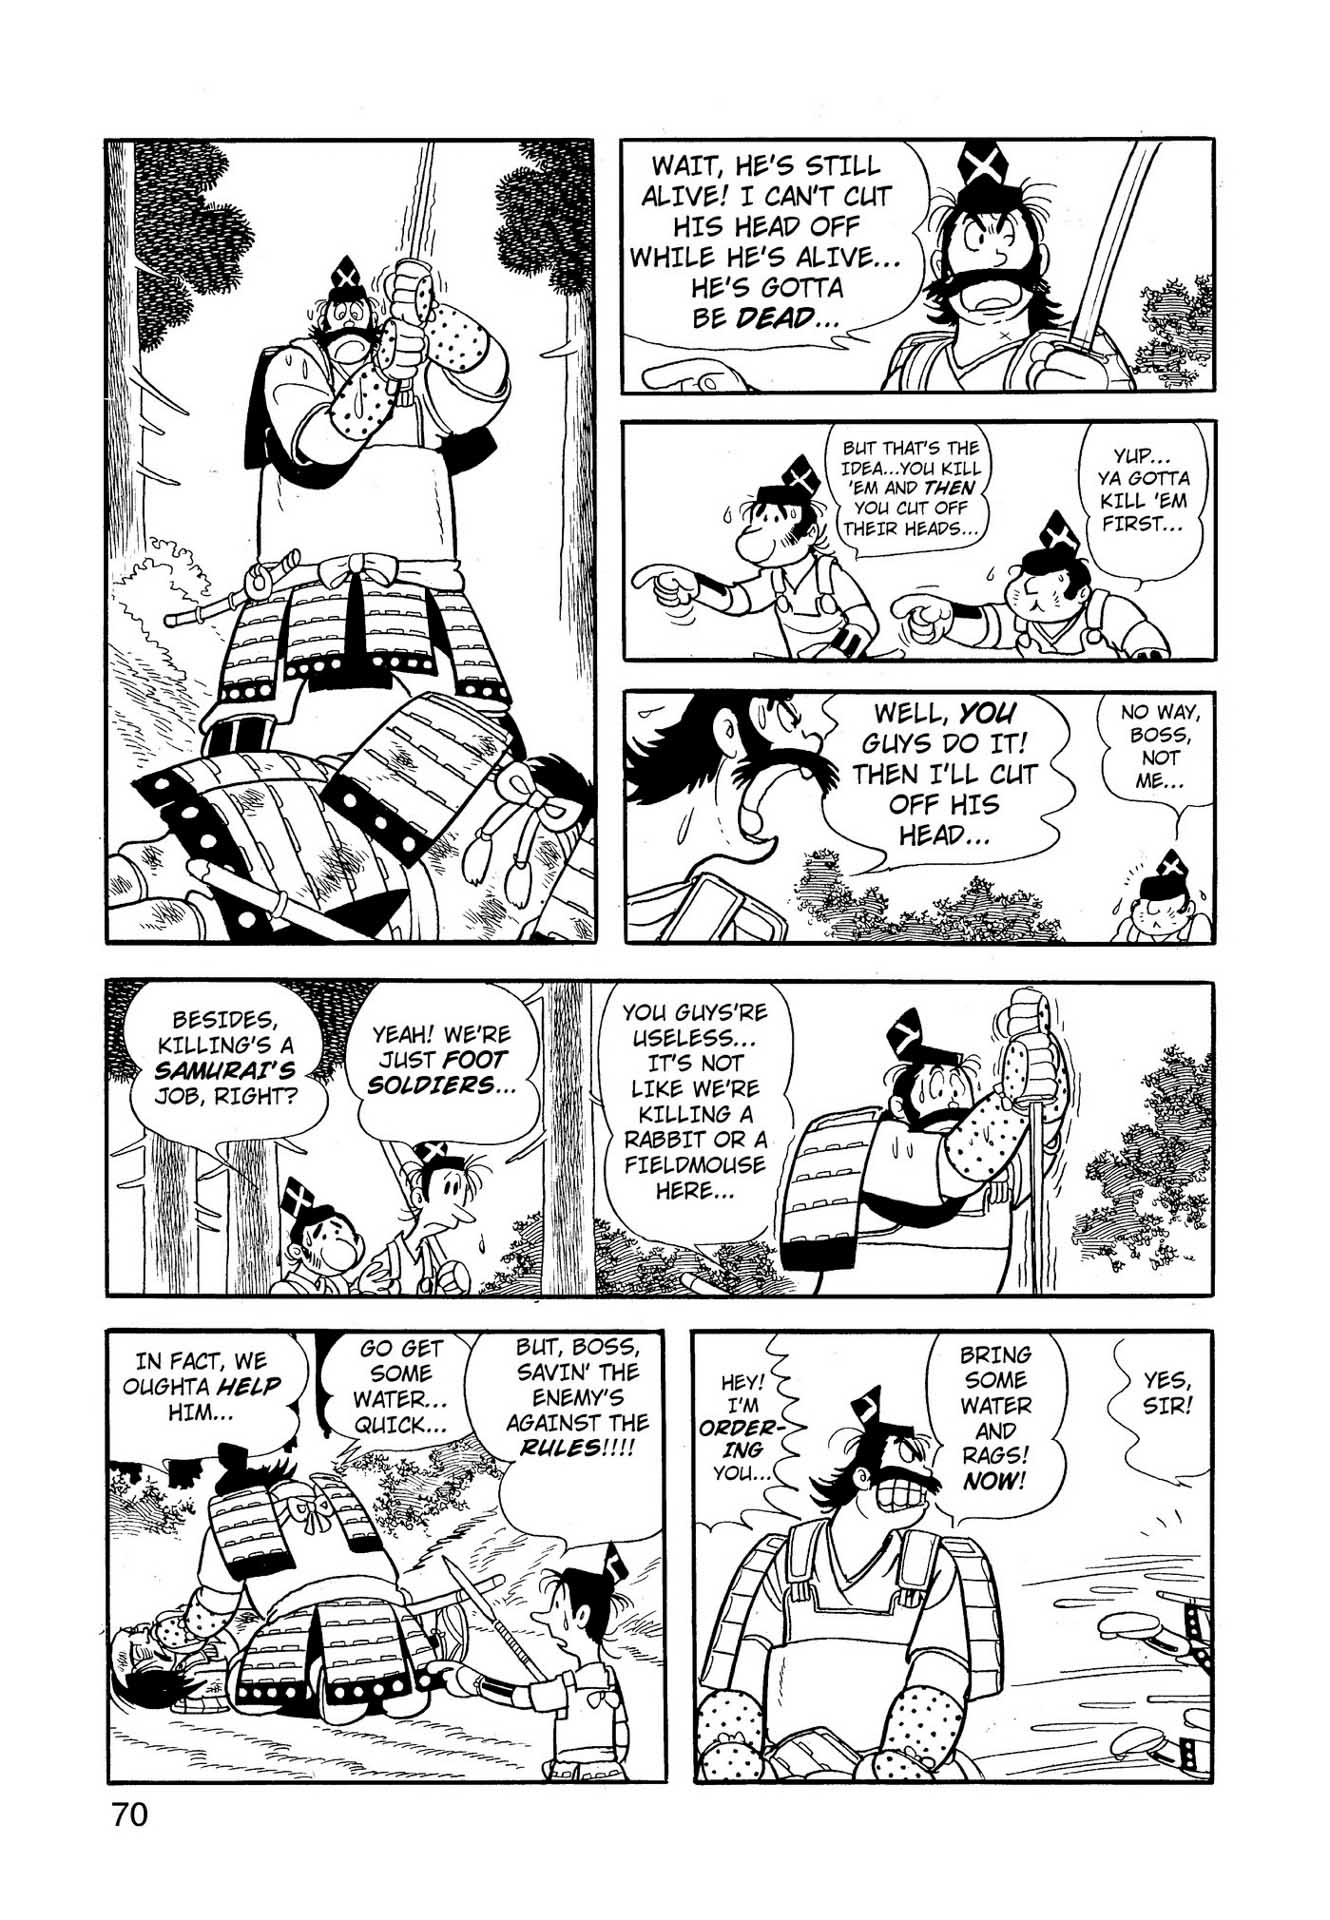 WAIT, HE'S STILL
ALIVE! I CAN'T CUT
HIS HEAD OFF
WHILE HE'S ALIVE...
HE'S GOTTA
BE DEAD...
BUT THAT'S THE
IDEA...YOU KILL
'EM AND THEN
YOU CUT OFF
THEIR HEADS...
YUP...
YA GOTTA
KILL 'EM
FIRST...
WELL, YOU
GUYS DO IT!
THEN I'LL CUT
OFF HIS
HEAD...
NO WAY,
BOSS,
NOT
ME...
BESIDES,
KILLING'S A
SAMURAI'S
JOB, RIGHT?
YEAH! WE'RE
JUST FOOT
SOLDIERS...
YOU GUYS'RE
USELESS...
IT'S NOT
LIKE WE'RE
KILLING A
RABBIT OR A
FIELDMOUSE
HERE...
IN FACT, WE
OUGHTA HELP
HIM...
GO GET
SOME
WATER...
QUICK...
BUT, BOSS,
SAVIN' THE
ENEMY'S
AGAINST THE
RULES!!!!
HEY!
I'M
ORDER-
ING
YOU...
BRING
SOME
WATER
AND
RAGS!
NOW!
YES,
SIR!
70